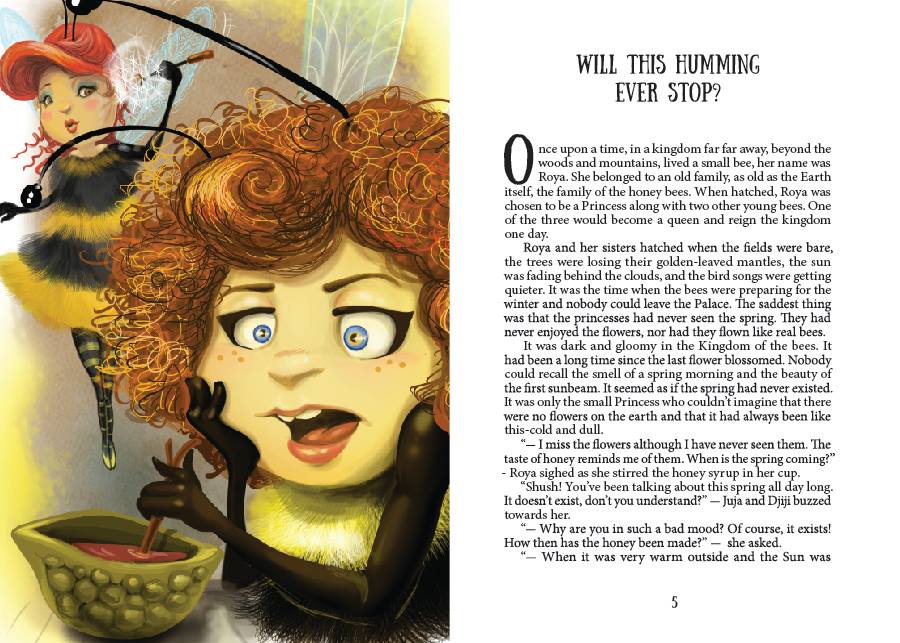 WILL THIS HUMMING
EVER STOP?
Once upon a time, in a kingdom far far away, beyond the
woods and mountains, lived a small bee, her name was
Roya. She belonged to an old family, as old as the Earth
itself, the family of the honey bees. When hatched, Roya was
chosen to be a Princess along with two other young bees. One
of the three would become a queen and reign the kingdom
one day.
Roya and her sisters hatched when the fields were bare,
the trees were losing their golden-leaved mantles, the sun
was fading behind the clouds, and the bird songs were getting
quieter. It was the time when the bees were preparing for the
winter and nobody could leave the Palace. The saddest thing
was that the princesses had never seen the spring. They had
never enjoyed the flowers, nor had they flown like real bees.
It was dark and gloomy in the Kingdom of the bees. It
had been a long time since the last flower blossomed. Nobody
could recall the smell of a spring morning and the beauty of
the first sunbeam. It seemed as if the spring had never existed.
It was only the small Princess who couldn't imagine that there
were no flowers on the earth and that it had always been like
this-cold and dull.
“— I miss the flowers although I have never seen them. The
taste of honey reminds me of them. When is the spring coming?”
- Roya sighed as she stirred the honey syrup in her cup.
“Shush! You've been talking about this spring all day long.
It doesn't exist, don't you understand?” — Juja and Djiji buzzed
towards her.
“— Why are you in such a bad mood? Of course, it exists!
How then has the honey been made?” — she asked.
“— When it was very warm outside and the Sun was
5